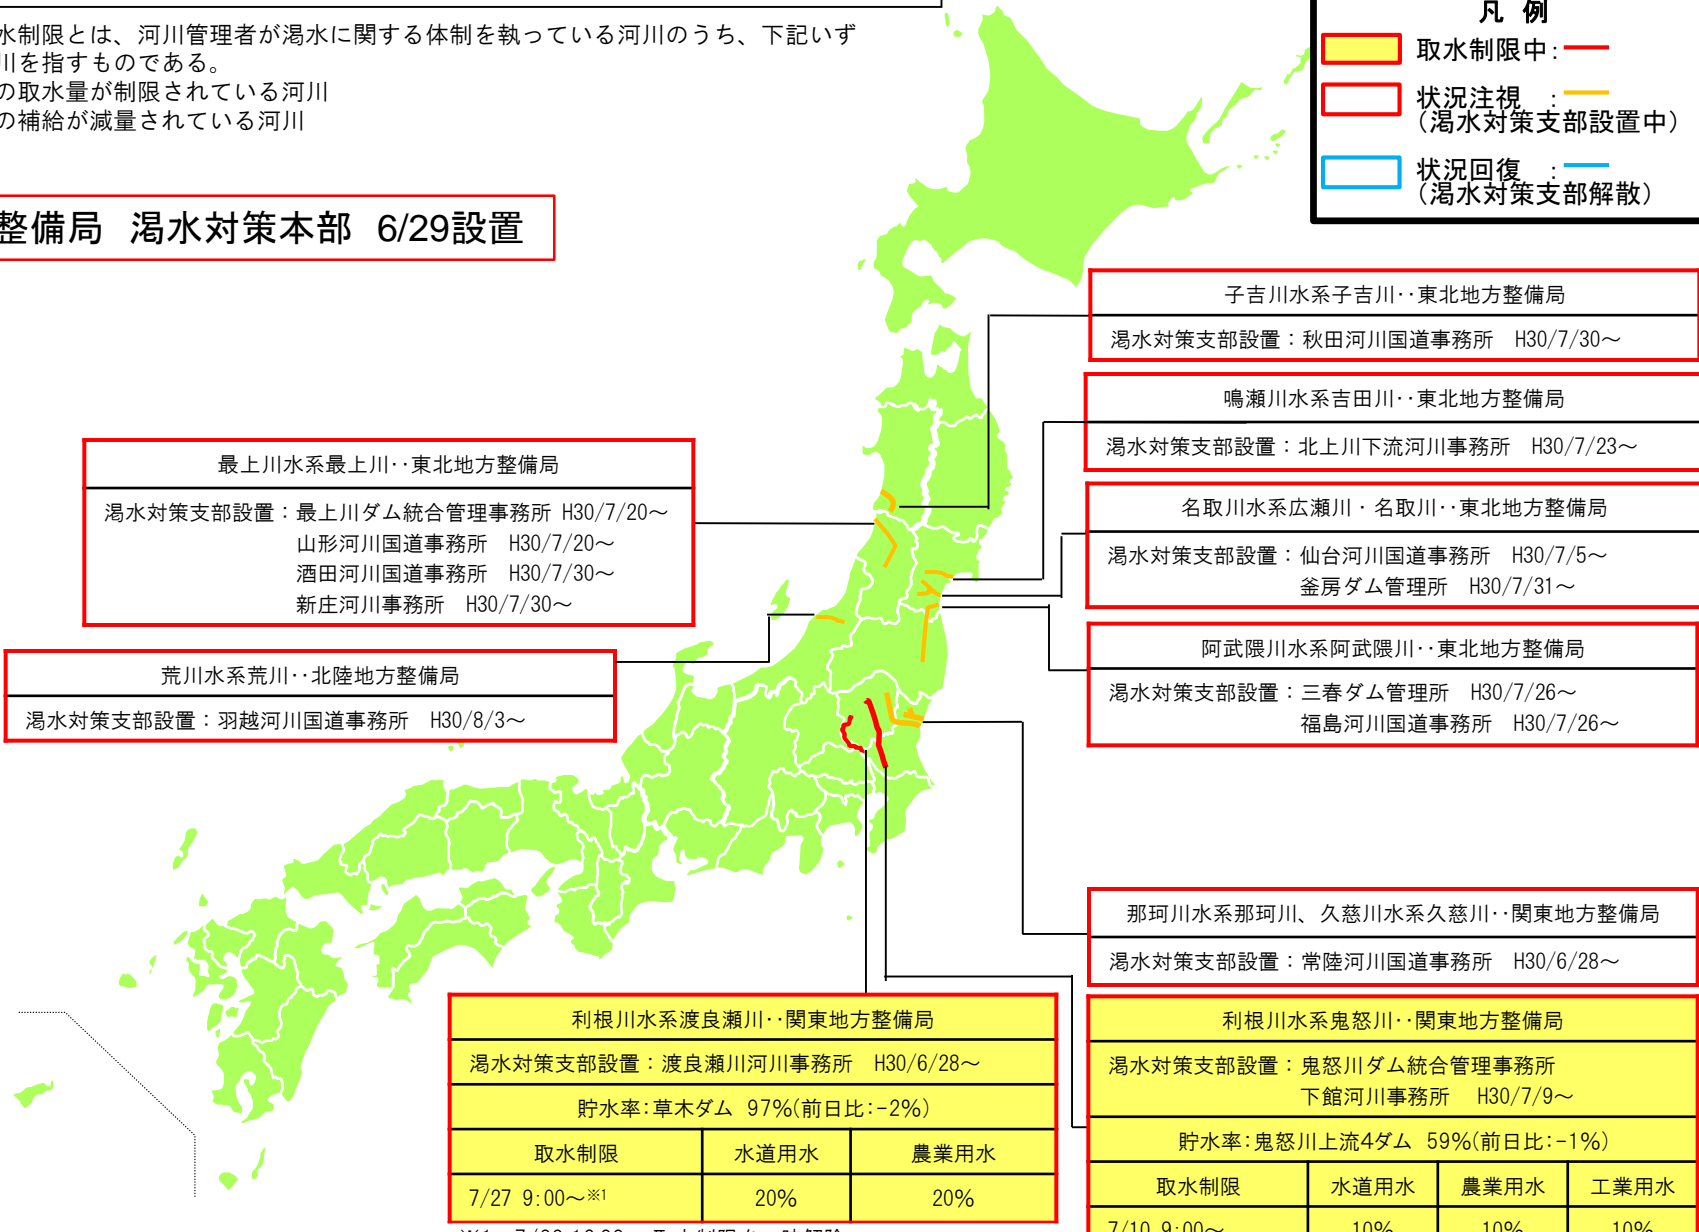 水制限とは、河川管理者が渇水に関する体制を執っている河川のうち、下記いず
川を指すものである。
の取水量が制限されている河川
の補給が減量されている河川
整備局 渇水対策本部 6/29設置
凡 例
取水制限中:
状況注視 :
(渇水対策支部設置中)
状況回復 :
(渇水対策支部解散)
子吉川水系子吉川‥東北地方整備局
渇水対策支部設置：秋田河川国道事務所 H30/7/30～
鳴瀬川水系吉田川‥東北地方整備局
渇水対策支部設置：北上川下流河川事務所 H30/7/23～
名取川水系広瀬川・名取川‥東北地方整備局
渇水対策支部設置：仙台河川国道事務所 H30/7/5～
釜房ダム管理所 H30/7/31～
阿武隈川水系阿武隈川‥東北地方整備局
渇水対策支部設置：三春ダム管理所 H30/7/26～
福島河川国道事務所 H30/7/26～
最上川水系最上川‥東北地方整備局
渇水対策支部設置：最上川ダム統合管理事務所 H30/7/20～
山形河川国道事務所 H30/7/20～
酒田河川国道事務所 H30/7/30～
新庄河川事務所 H30/7/30～
荒川水系荒川‥北陸地方整備局
渇水対策支部設置：羽越河川国道事務所 H30/8/3～
那珂川水系那珂川、久慈川水系久慈川‥関東地方整備局
渇水対策支部設置：常陸河川国道事務所 H30/6/28～
利根川水系渡良瀬川‥関東地方整備局
渇水対策支部設置：渡良瀬川河川事務所 H30/6/28～
貯水率:草木ダム 97%(前日比:-2%)
取水制限 水道用水 農業用水
7/27 9:00～※1 20% 20%
利根川水系鬼怒川‥関東地方整備局
渇水対策支部設置：鬼怒川ダム統合管理事務所
下館河川事務所 H30/7/9～
貯水率:鬼怒川上流4ダム 59%(前日比:-1%)
取水制限 水道用水 農業用水 工業用水
7/10 9:00～ 10% 10% 10%